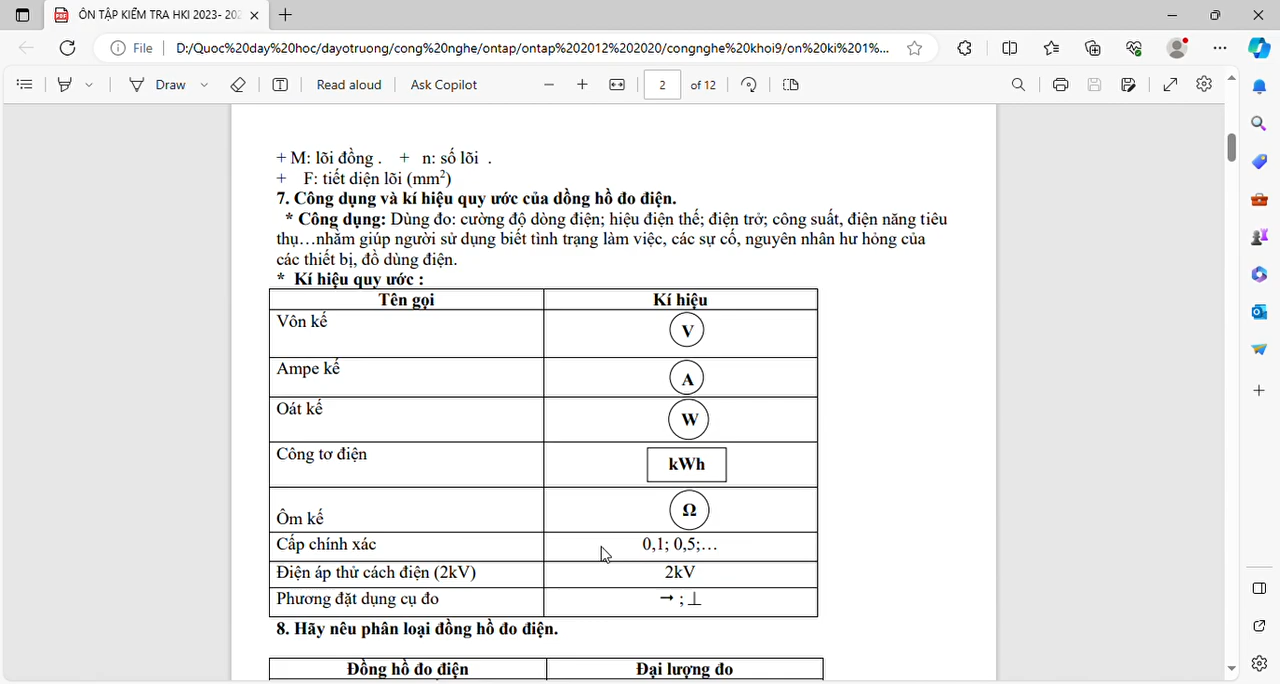 ÔN TẬP KIỂM TRA HKI 2023- 202
File
D:/Quoc%20day%20hoc/dayotruong/cong%20nghe/ontap/ontap%202012%202020/congnghe%20khoi9/on%20ki%201%...
Draw
Read aloud
Ask Copilot
2 of 12
+ M: lõi đồng . + n: số lõi .
+ F: tiết diện lõi (mm²)
7. Công dụng và kí hiệu quy ước của đồng hồ đo điện.
* Công dụng: Dùng đo: cường độ dòng điện; hiệu điện thế; điện trở; công suất, điện năng tiêu
thụ…nhằm giúp người sử dụng biết tình trạng làm việc, các sự cố, nguyên nhân hư hỏng của
các thiết bị, đồ dùng điện.
* Kí hiệu quy ước :
Tên gọi Kí hiệu
Vôn kế V
Ampe kế A
Oát kế W
Công tơ điện kWh
Ôm kế Ω
Cấp chính xác 0,1; 0,5;…
Điện áp thử cách điện (2kV) 2kV
Phương đặt dụng cụ đo → ; ⊥
8. Hãy nêu phân loại đồng hồ đo điện.
Đồng hồ đo điện Đại lượng đo